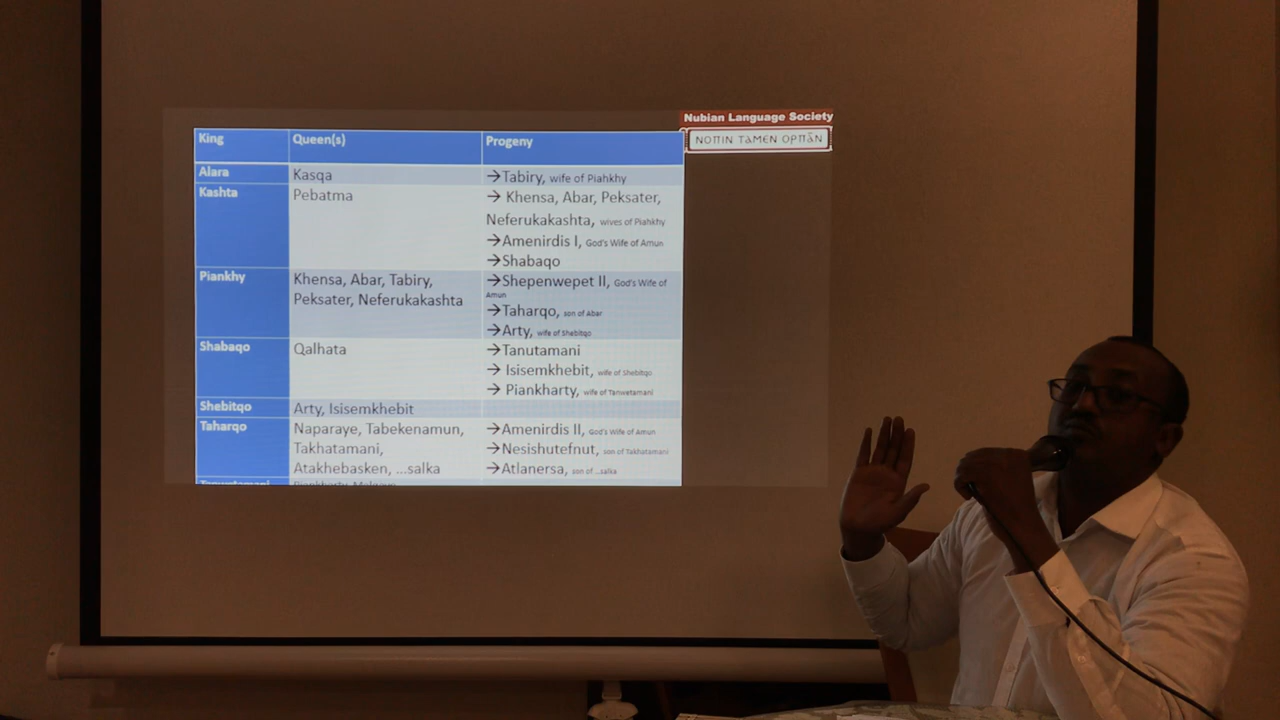 Nubian Language Society
ⲧⲁⲙⲉⲛ
King Queen(s) Progeny
Alara Kasqa →Tabiry, wife of Piahkhy
Kashta Pebatma → Khensa, Abar, Peksater,
Neferukakashta, wives of Piahkhy
→Amenirdis I, God's Wife of Amun
→Shabaqo
Piankhy Khensa, Abar, Tabiry, →Shepenwepet II, God's Wife of
Amun
Peksater, Neferukakashta
→Taharqo, son of Abar
→Arty, wife of Shebitqo
Shabaqo Qalhata →Tanutamani
→ Isisemkhebit, wife of Shebitqo
→ Piankharty, wife of Tanwetamani
Shebitqo Arty, Isisemkhebit
Taharqo Naparaye, Tabekenamun, →Amenirdis II, God's Wife of Amun
Takhatamani, →Nesishutefnut, son of Takhatamani
Atakhebasken, ...salka →Atlanersa, son of ...salka